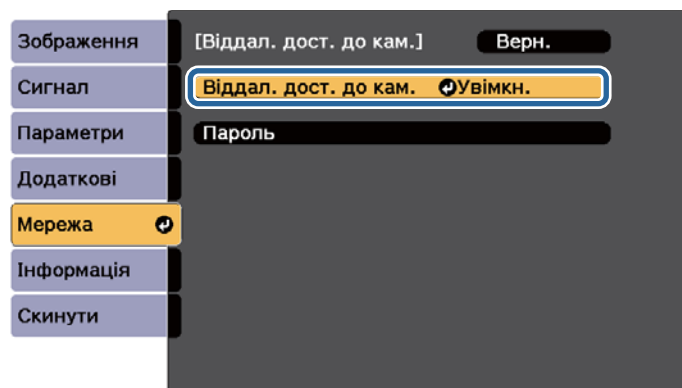 Зображення
Сигнал
Параметри
Додаткові
Мережа
Інформація
Скинути
[Віддал. дост. до кам.] Верн.
Віддал. дост. до кам. Увімкн.
Пароль